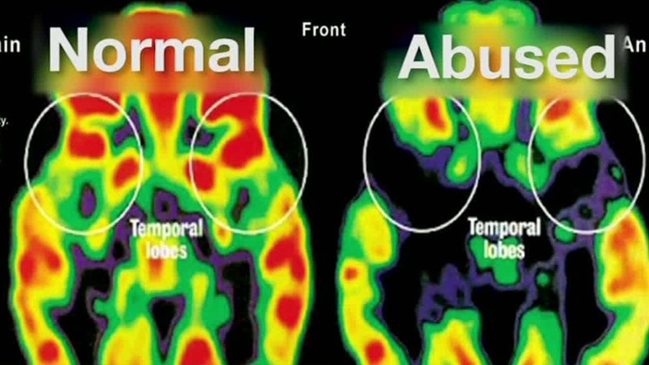 Normal
Front
Abused
Temporal
lobes
Temporal
lobes